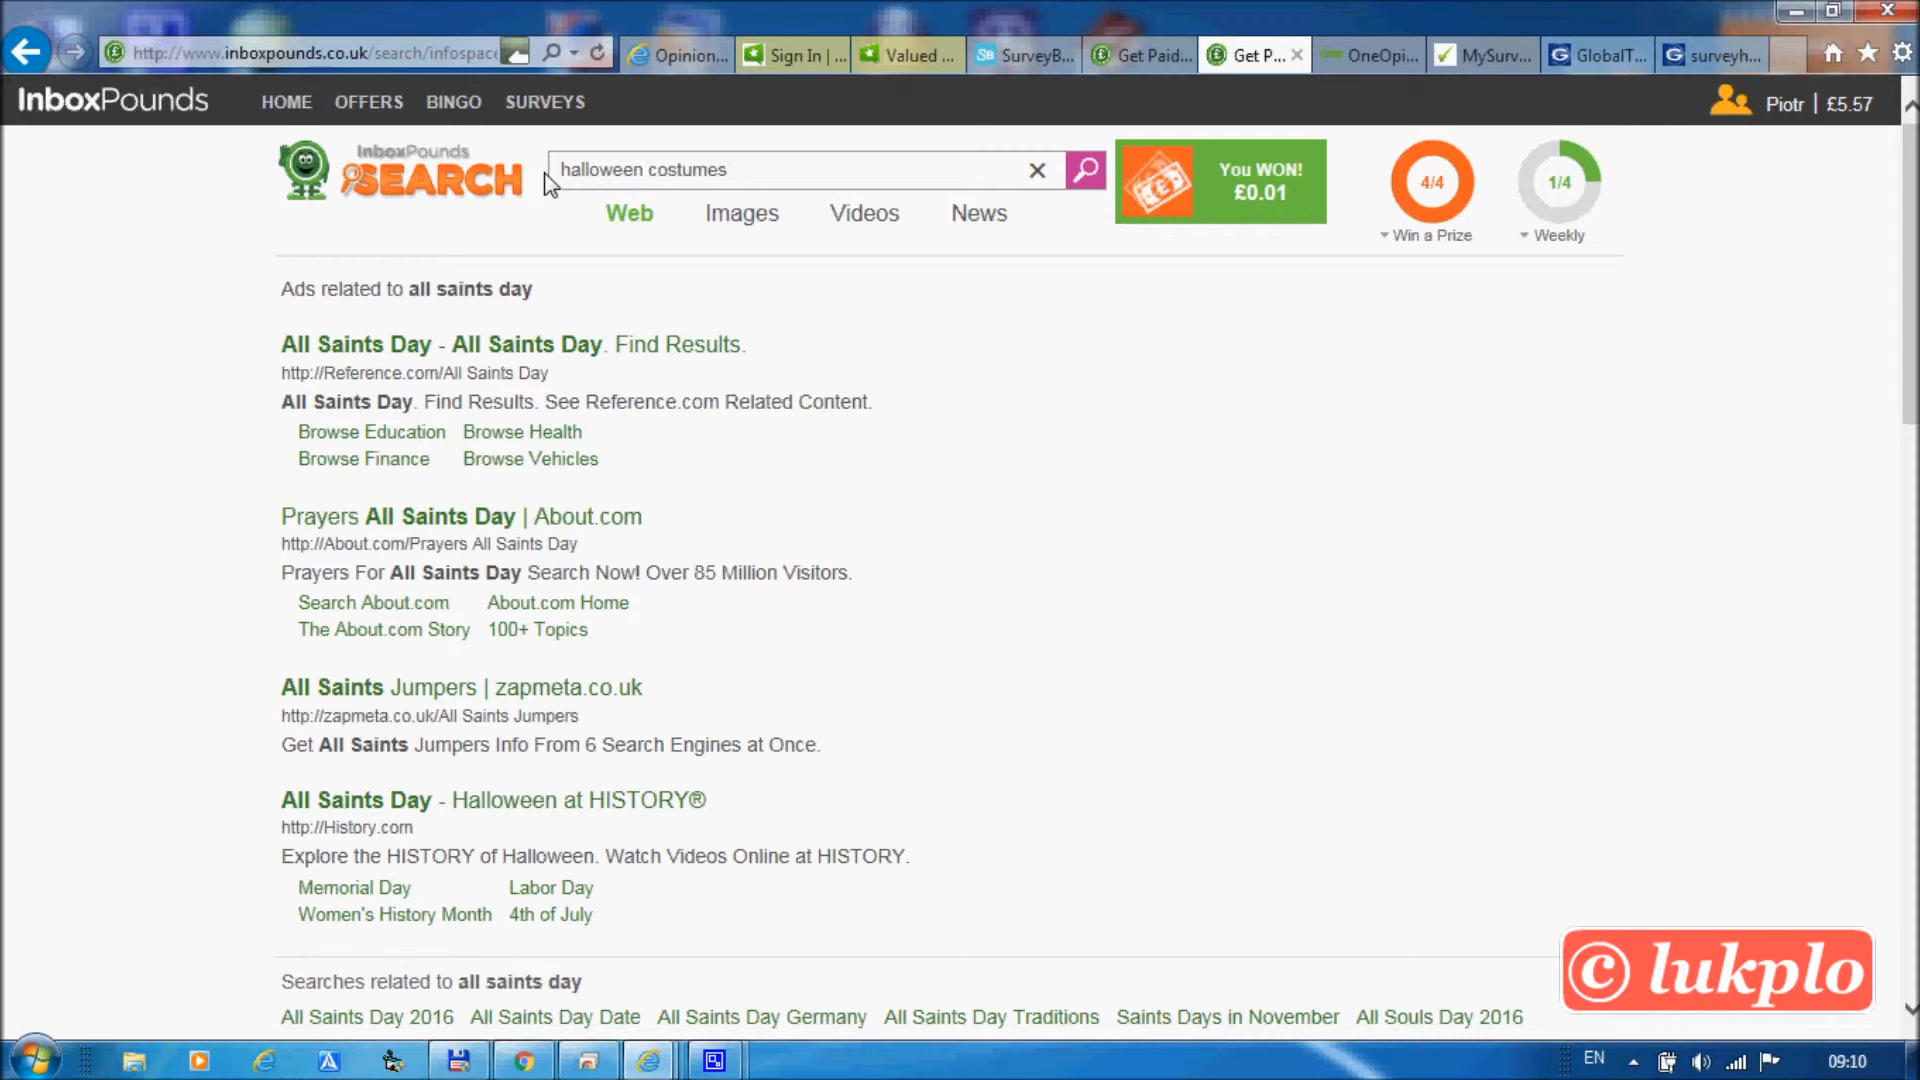 http://www.inboxpounds.co.uk/search/infospace
Opinion...
Sign In | ...
Valued ...
SB SurveyB...
Get Paid...
Get P...
OneOpi...
MySurv...
G GlobalT...
G surveyh...
InboxPounds HOME OFFERS BINGO SURVEYS Piotr | £5.57
InboxPounds
SEARCH
halloween costumes
You WON!
£0.01
4/4
1/4
Web Images Videos News
Win a Prize Weekly
Ads related to all saints day
All Saints Day - All Saints Day. Find Results.
http://Reference.com/All Saints Day
All Saints Day. Find Results. See Reference.com Related Content.
Browse Education Browse Health
Browse Finance Browse Vehicles
Prayers All Saints Day | About.com
http://About.com/Prayers All Saints Day
Prayers For All Saints Day Search Now! Over 85 Million Visitors.
Search About.com About.com Home
The About.com Story 100+ Topics
All Saints Jumpers | zapmeta.co.uk
http://zapmeta.co.uk/All Saints Jumpers
Get All Saints Jumpers Info From 6 Search Engines at Once.
All Saints Day - Halloween at HISTORY®
http://History.com
Explore the HISTORY of Halloween. Watch Videos Online at HISTORY.
Memorial Day Labor Day
Women's History Month 4th of July
Searches related to all saints day
All Saints Day 2016 All Saints Day Date All Saints Day Germany All Saints Day Traditions Saints Days in November All Souls Day 2016
© lukplo
EN 09:10